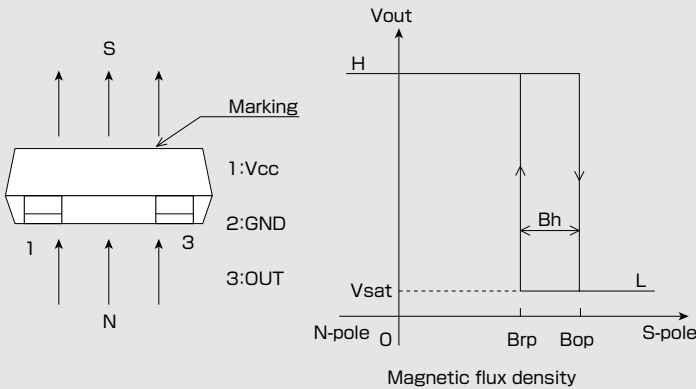 S
Marking
1:Vcc
2:GND
3:OUT
1
3
N
Vout
H
Bh
Vsat
L
N-pole
0
Brp
Bop
S-pole
Magnetic flux density